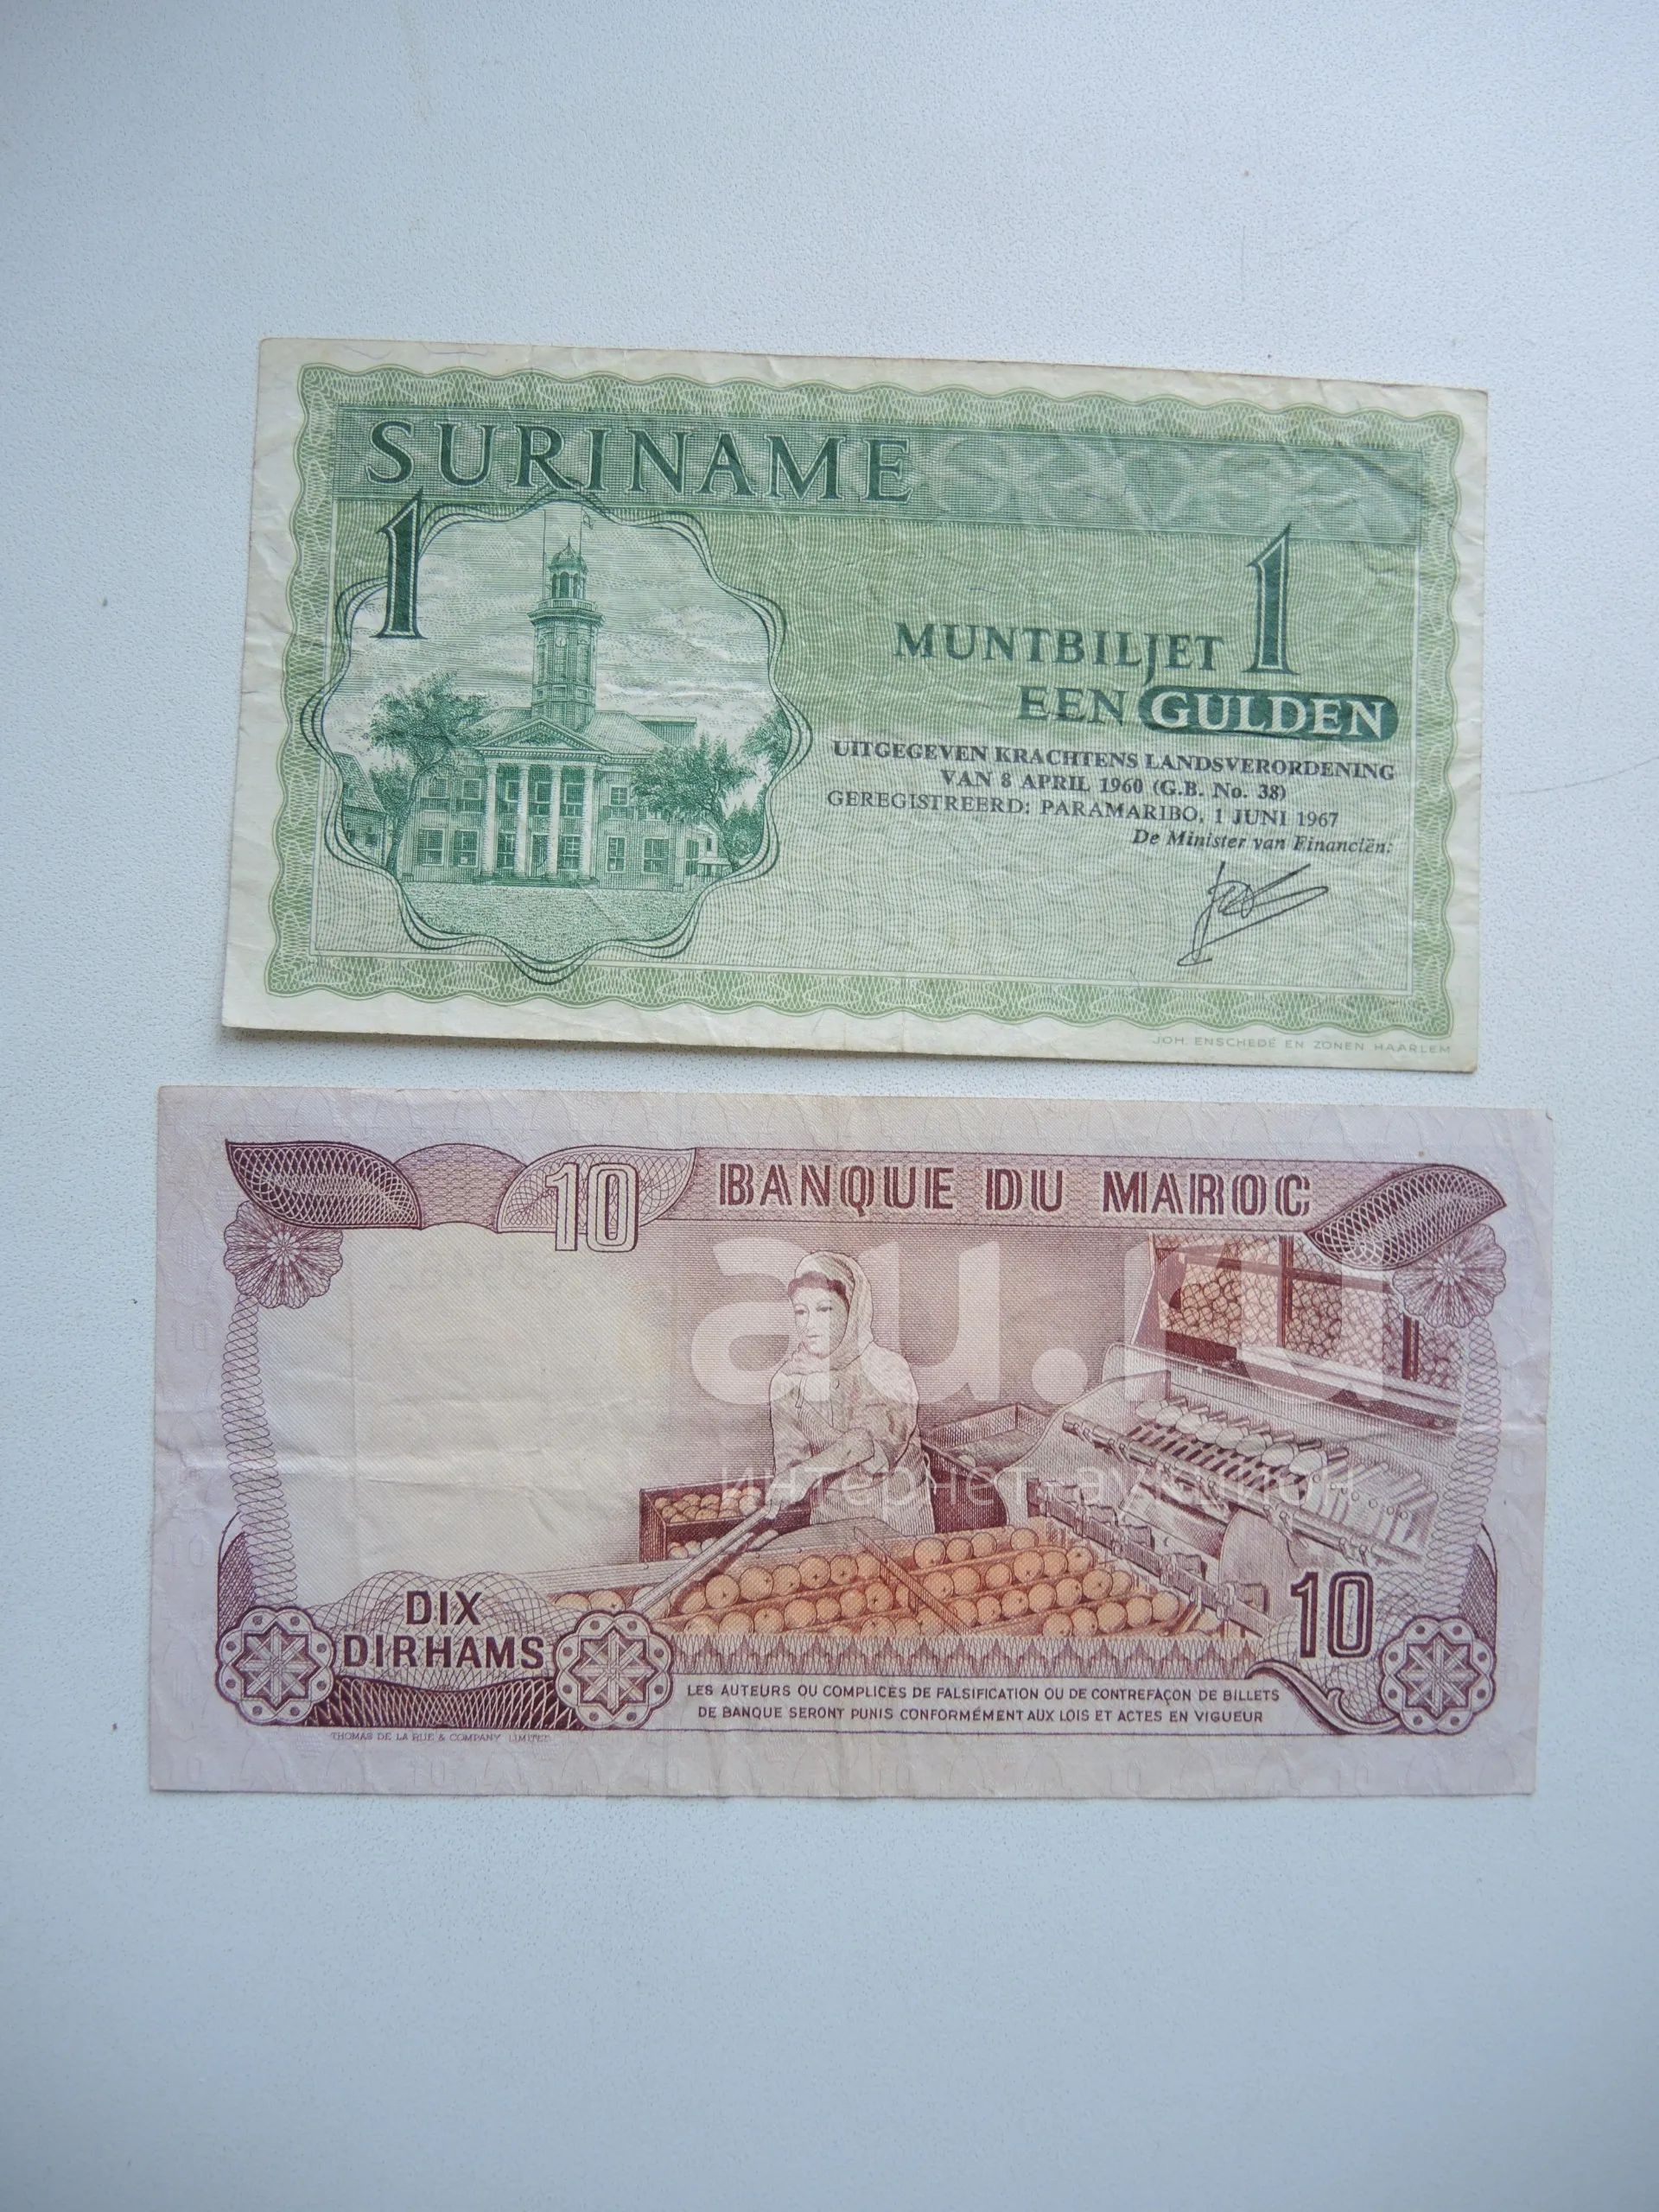 SURINAME
1
1
MUNTBILJET
EEN GULDEN
UITGEGEVEN KRACHTENS LANDSVERORDENING
VAN 8 APRIL 1960 (G.B. No. 38)
GEREGISTREERD: PARAMARIBO, 1 JUNI 1967
De Minister van Financiën:
JOH. ENSCHEDÉ EN ZONEN HAARLEM
10 BANQUE DU MAROC
au.ru
интернет-аукцион
DIX
DIRHAMS
10
LES AUTEURS OU COMPLICES DE FALSIFICATION OU DE CONTREFAÇON DE BILLETS
DE BANQUE SERONT PUNIS CONFORMÉMENT AUX LOIS ET ACTES EN VIGUEUR
THOMAS DE LA RUE & COMPANY LIMITED